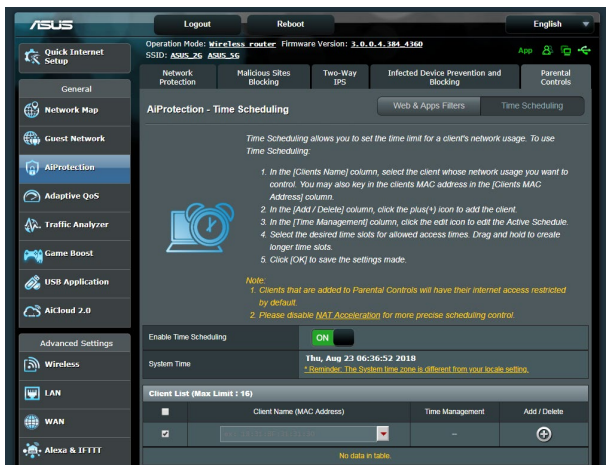 ASUS
Logout
Reboot
English
Operation Mode: Wireless router Firmware Version: 3.0.0.4.384_4360
SSID: ASUS_2G ASUS_5G
App
Quick Internet
Setup
General
Network Map
Guest Network
AiProtection
Adaptive QoS
Traffic Analyzer
Game Boost
USB Application
AiCloud 2.0
Advanced Settings
Wireless
LAN
WAN
Alexa & IFTTT
Network
Protection
Malicious Sites
Blocking
Two-Way
IPS
Infected Device Prevention and
Blocking
Parental
Controls
AiProtection - Time Scheduling
Web & Apps Filters
Time Scheduling
Time Scheduling allows you to set the time limit for a client's network usage. To use
Time Scheduling:
1. In the [Clients Name] column, select the client whose network usage you want to
control. You may also key in the clients MAC address in the [Clients MAC
Address] column.
2. In the [Add / Delete] column, click the plus(+) icon to add the client.
3. In the [Time Management] column, click the edit icon to edit the Active Schedule.
4. Select the desired time slots for allowed access times. Drag and hold to create
longer time slots.
5. Click [OK] to save the settings made.
Note:
1. Clients that are added to Parental Controls will have their internet access restricted
by default.
2. Please disable NAT Acceleration for more precise scheduling control.
Enable Time Scheduling
ON
System Time
Thu, Aug 23 06:36:52 2018
* Reminder: The System time zone is different from your locale setting.
Client List (Max Limit : 16)
Client Name (MAC Address)
Time Management
Add / Delete
–
No data in table.